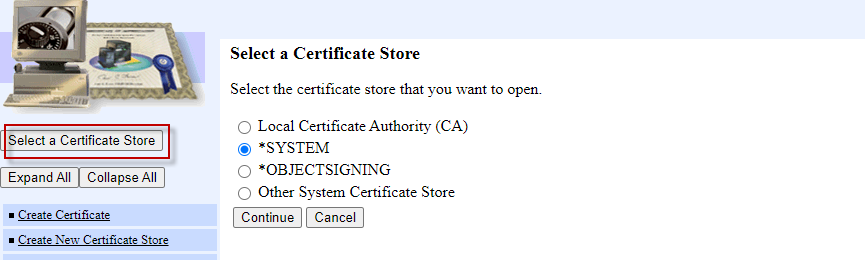 Select a Certificate Store
Select the certificate store that you want to open.
Local Certificate Authority (CA)
*SYSTEM
*OBJECTSIGNING
Other System Certificate Store
Continue Cancel
Select a Certificate Store
Expand All Collapse All
Create Certificate
Create New Certificate Store